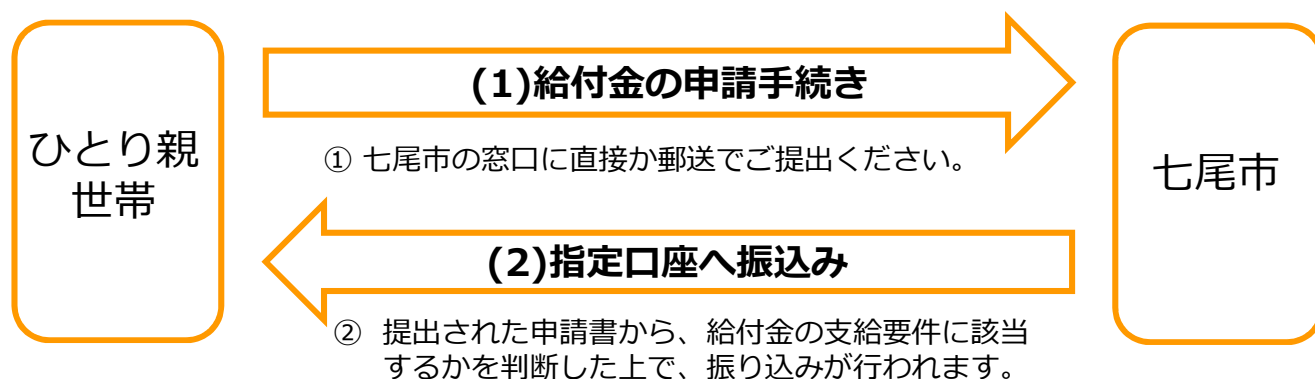 ひとり親
世帯
(1)給付金の申請手続き
① 七尾市の窓口に直接か郵送でご提出ください。
(2)指定口座へ振込み
② 提出された申請書から、給付金の支給要件に該当
するかを判断した上で、振り込みが行われます。
七尾市